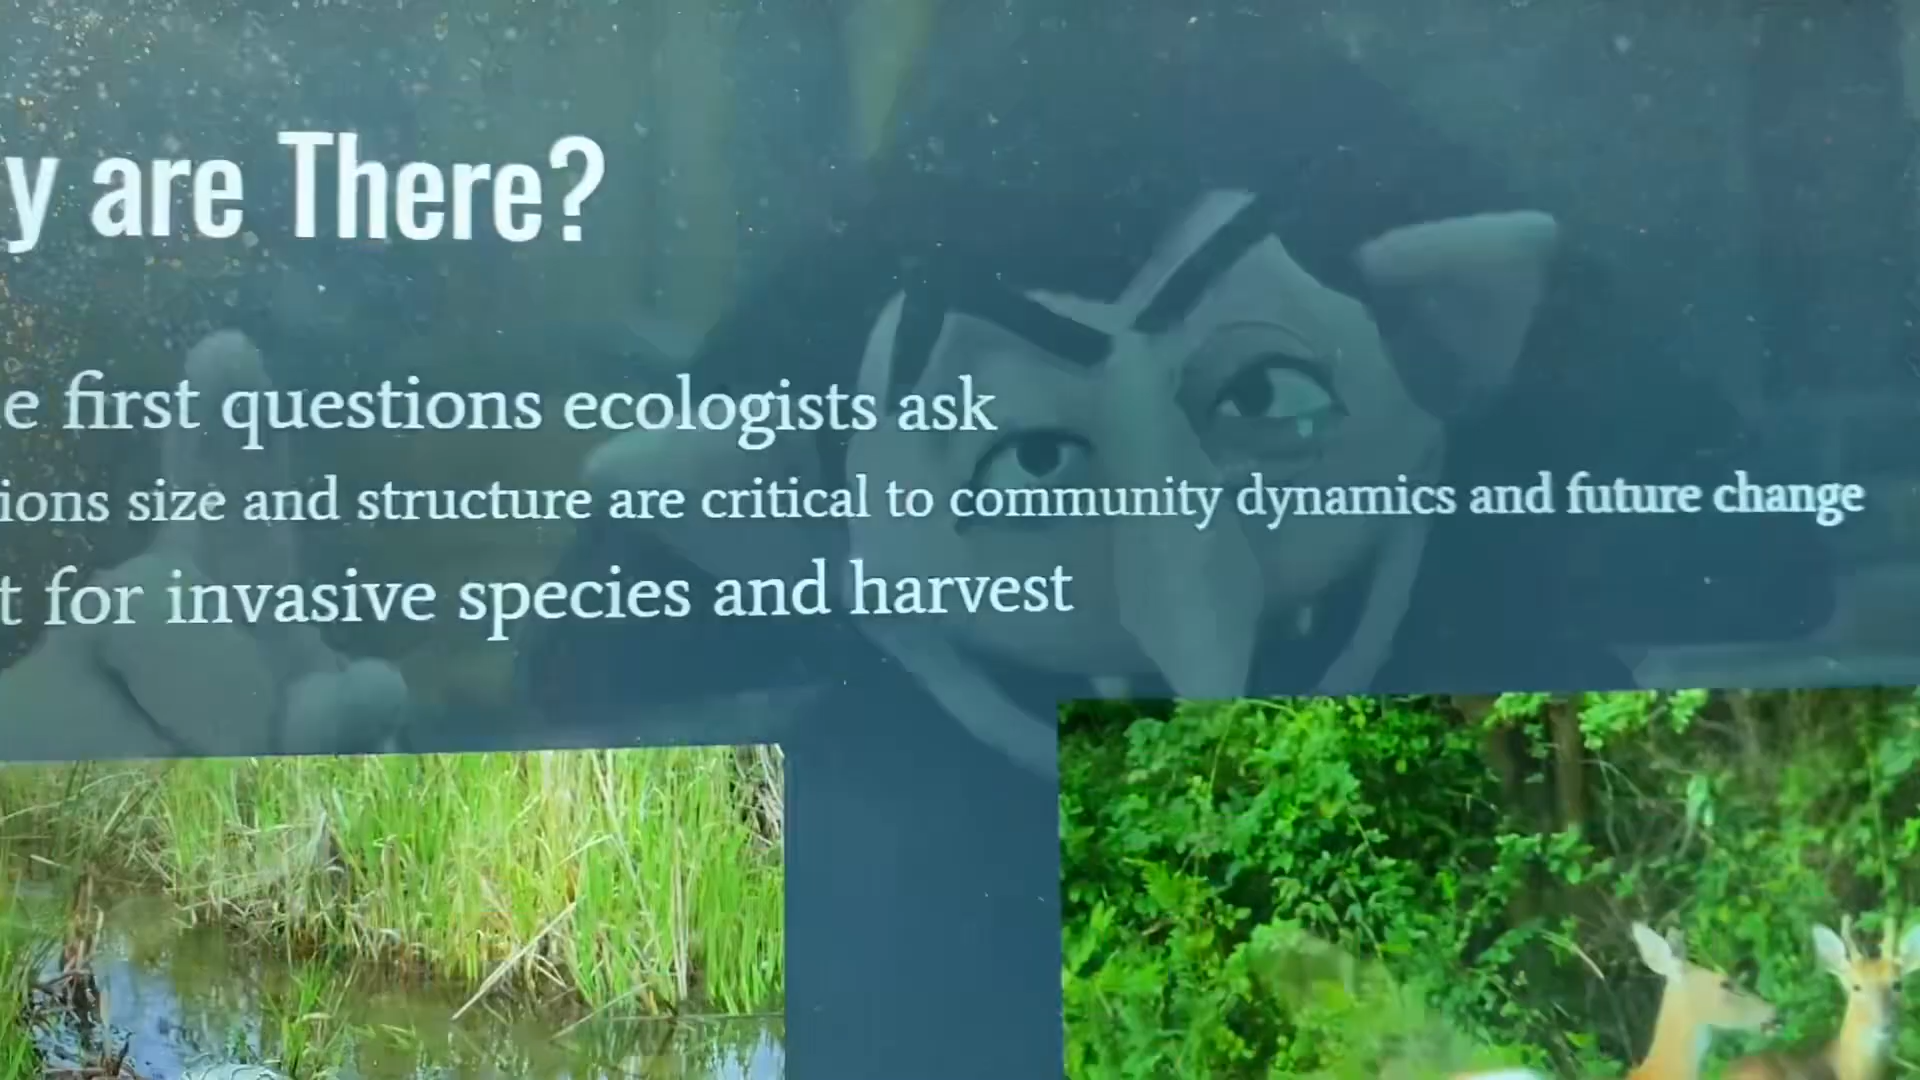 y are There?
e first questions ecologists ask
ions size and structure are critical to community dynamics and future change
t for invasive species and harvest